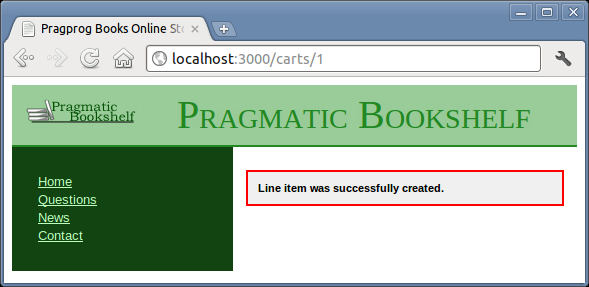 Pragprog Books Online Sto
localhost:3000/carts/1
Pragmatic
Bookshelf
PRAGMATIC BOOKSHELF
Home
Questions
News
Contact
Line item was successfully created.